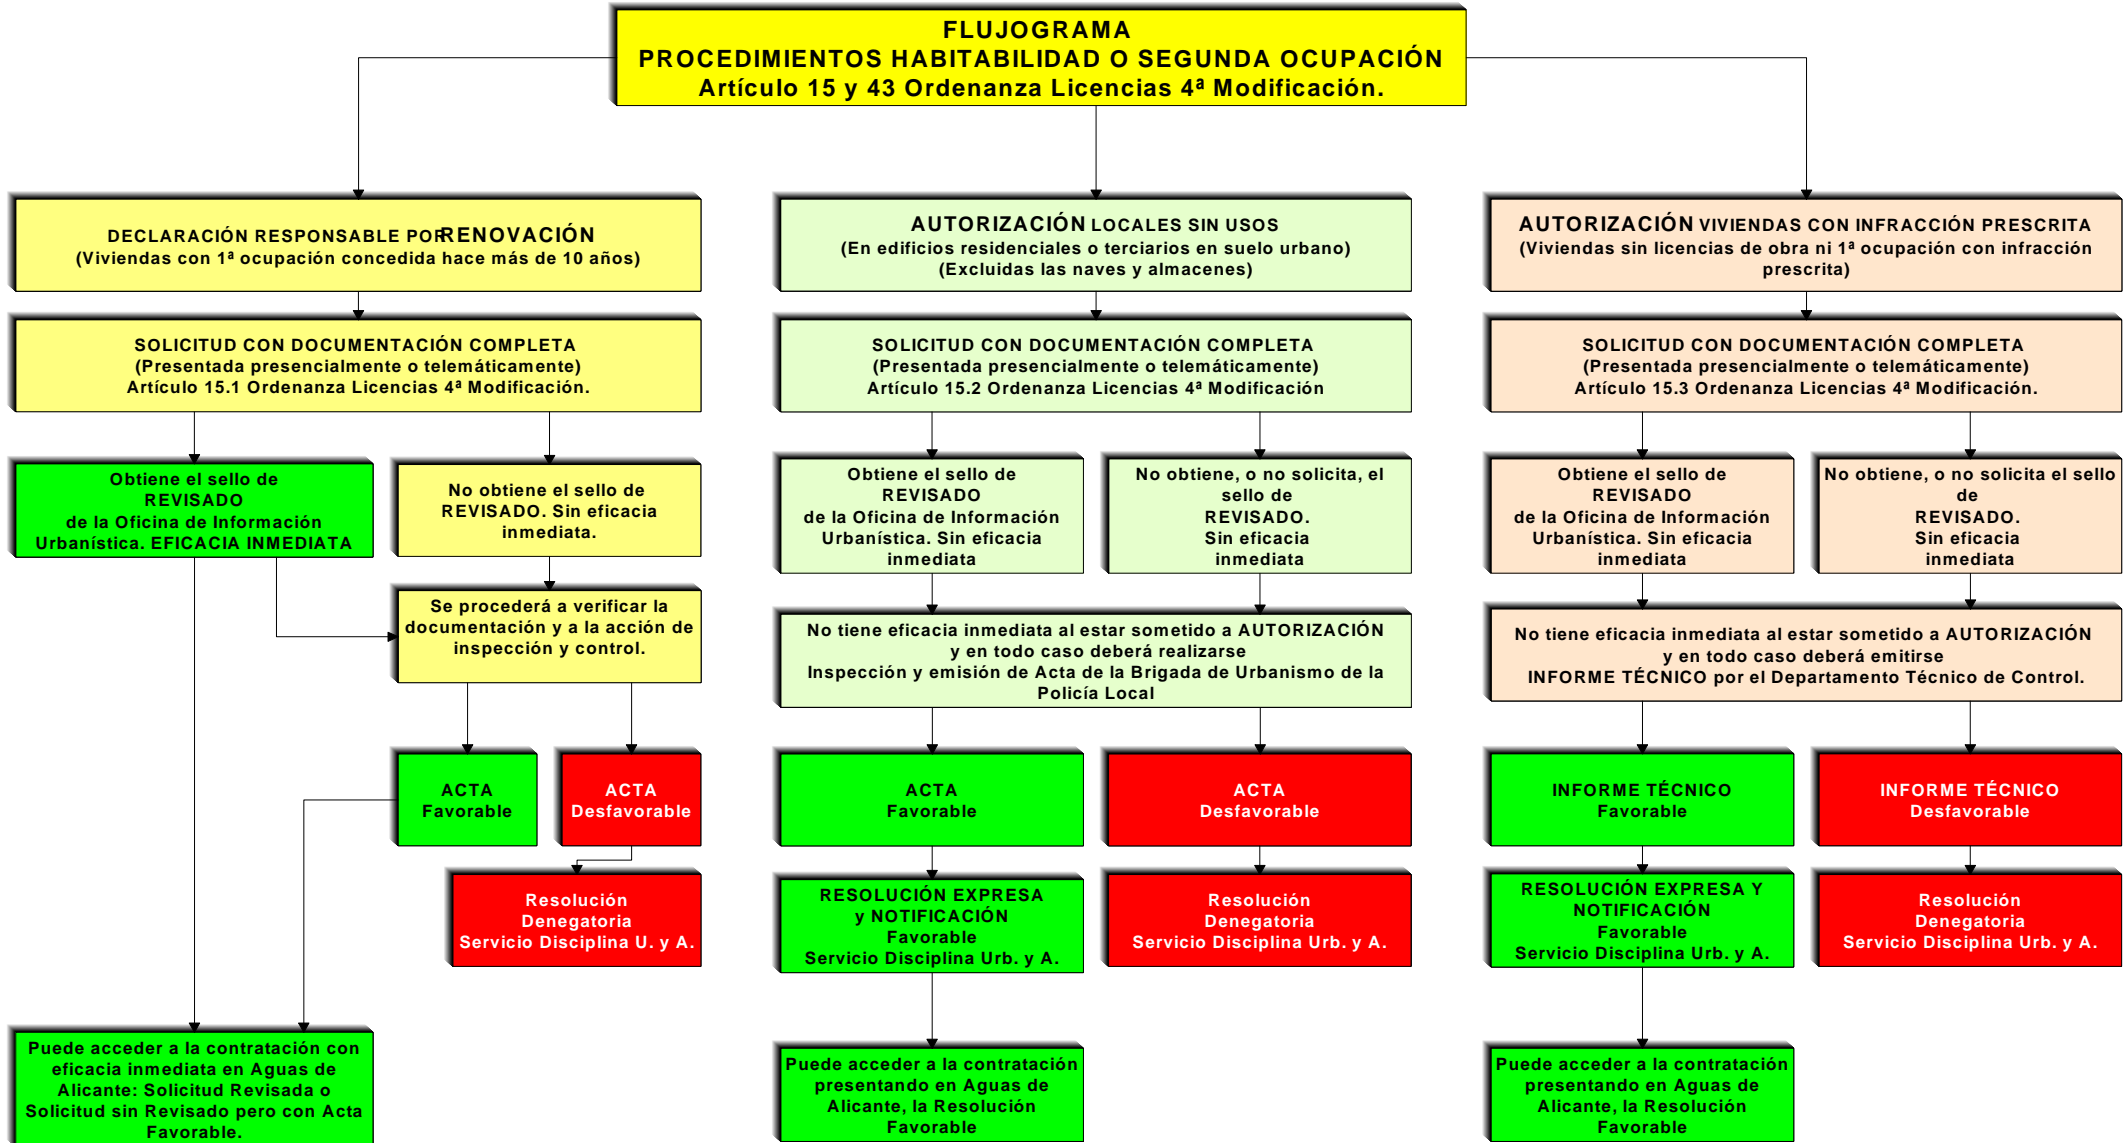 FLUJOGRAMA
PROCEDIMIENTOS HABITABILIDAD O SEGUNDA OCUPACIÓN
Artículo 15 y 43 Ordenanza Licencias 4ª Modificación.
DECLARACIÓN RESPONSABLE POR RENOVACIÓN
(Viviendas con 1ª ocupación concedida hace más de 10 años)
SOLICITUD CON DOCUMENTACIÓN COMPLETA
(Presentada presencialmente o telemáticamente)
Artículo 15.1 Ordenanza Licencias 4ª Modificación.
Obtiene el sello de
REVISADO
de la Oficina de Información
Urbanística. EFICACIA INMEDIATA
No obtiene el sello de
REVISADO. Sin eficacia
inmediata.
Se procederá a verificar la
documentación y a la acción de
inspección y control.
ACTA
Favorable
ACTA
Desfavorable
Resolución
Denegatoria
Servicio Disciplina U. y A.
Puede acceder a la contratación con
eficacia inmediata en Aguas de
Alicante: Solicitud Revisada o
Solicitud sin Revisado pero con Acta
Favorable.
AUTORIZACIÓN LOCALES SIN USOS
(En edificios residenciales o terciarios en suelo urbano)
(Excluidas las naves y almacenes)
SOLICITUD CON DOCUMENTACIÓN COMPLETA
(Presentada presencialmente o telemáticamente)
Artículo 15.2 Ordenanza Licencias 4ª Modificación
Obtiene el sello de
REVISADO
de la Oficina de Información
Urbanística. Sin eficacia
inmediata
No obtiene, o no solicita, el
sello de
REVISADO.
Sin eficacia
inmediata
No tiene eficacia inmediata al estar sometido a AUTORIZACIÓN
y en todo caso deberá realizarse
Inspección y emisión de Acta de la Brigada de Urbanismo de la
Policía Local
ACTA
Favorable
ACTA
Desfavorable
RESOLUCIÓN EXPRESA
y NOTIFICACIÓN
Favorable
Servicio Disciplina Urb. y A.
Resolución
Denegatoria
Servicio Disciplina Urb. y A.
Puede acceder a la contratación
presentando en Aguas de
Alicante, la Resolución
Favorable
AUTORIZACIÓN VIVIENDAS CON INFRACCIÓN PRESCRITA
(Viviendas sin licencias de obra ni 1ª ocupación con infracción
prescrita)
SOLICITUD CON DOCUMENTACIÓN COMPLETA
(Presentada presencialmente o telemáticamente)
Artículo 15.3 Ordenanza Licencias 4ª Modificación.
Obtiene el sello de
REVISADO
de la Oficina de Información
Urbanística. Sin eficacia
inmediata
No obtiene, o no solicita el sello
de
REVISADO.
Sin eficacia
inmediata
No tiene eficacia inmediata al estar sometido a AUTORIZACIÓN
y en todo caso deberá emitirse
INFORME TÉCNICO por el Departamento Técnico de Control.
INFORME TÉCNICO
Favorable
INFORME TÉCNICO
Desfavorable
RESOLUCIÓN EXPRESA Y
NOTIFICACIÓN
Favorable
Servicio Disciplina Urb. y A.
Resolución
Denegatoria
Servicio Disciplina Urb. y A.
Puede acceder a la contratación
presentando en Aguas de
Alicante, la Resolución
Favorable